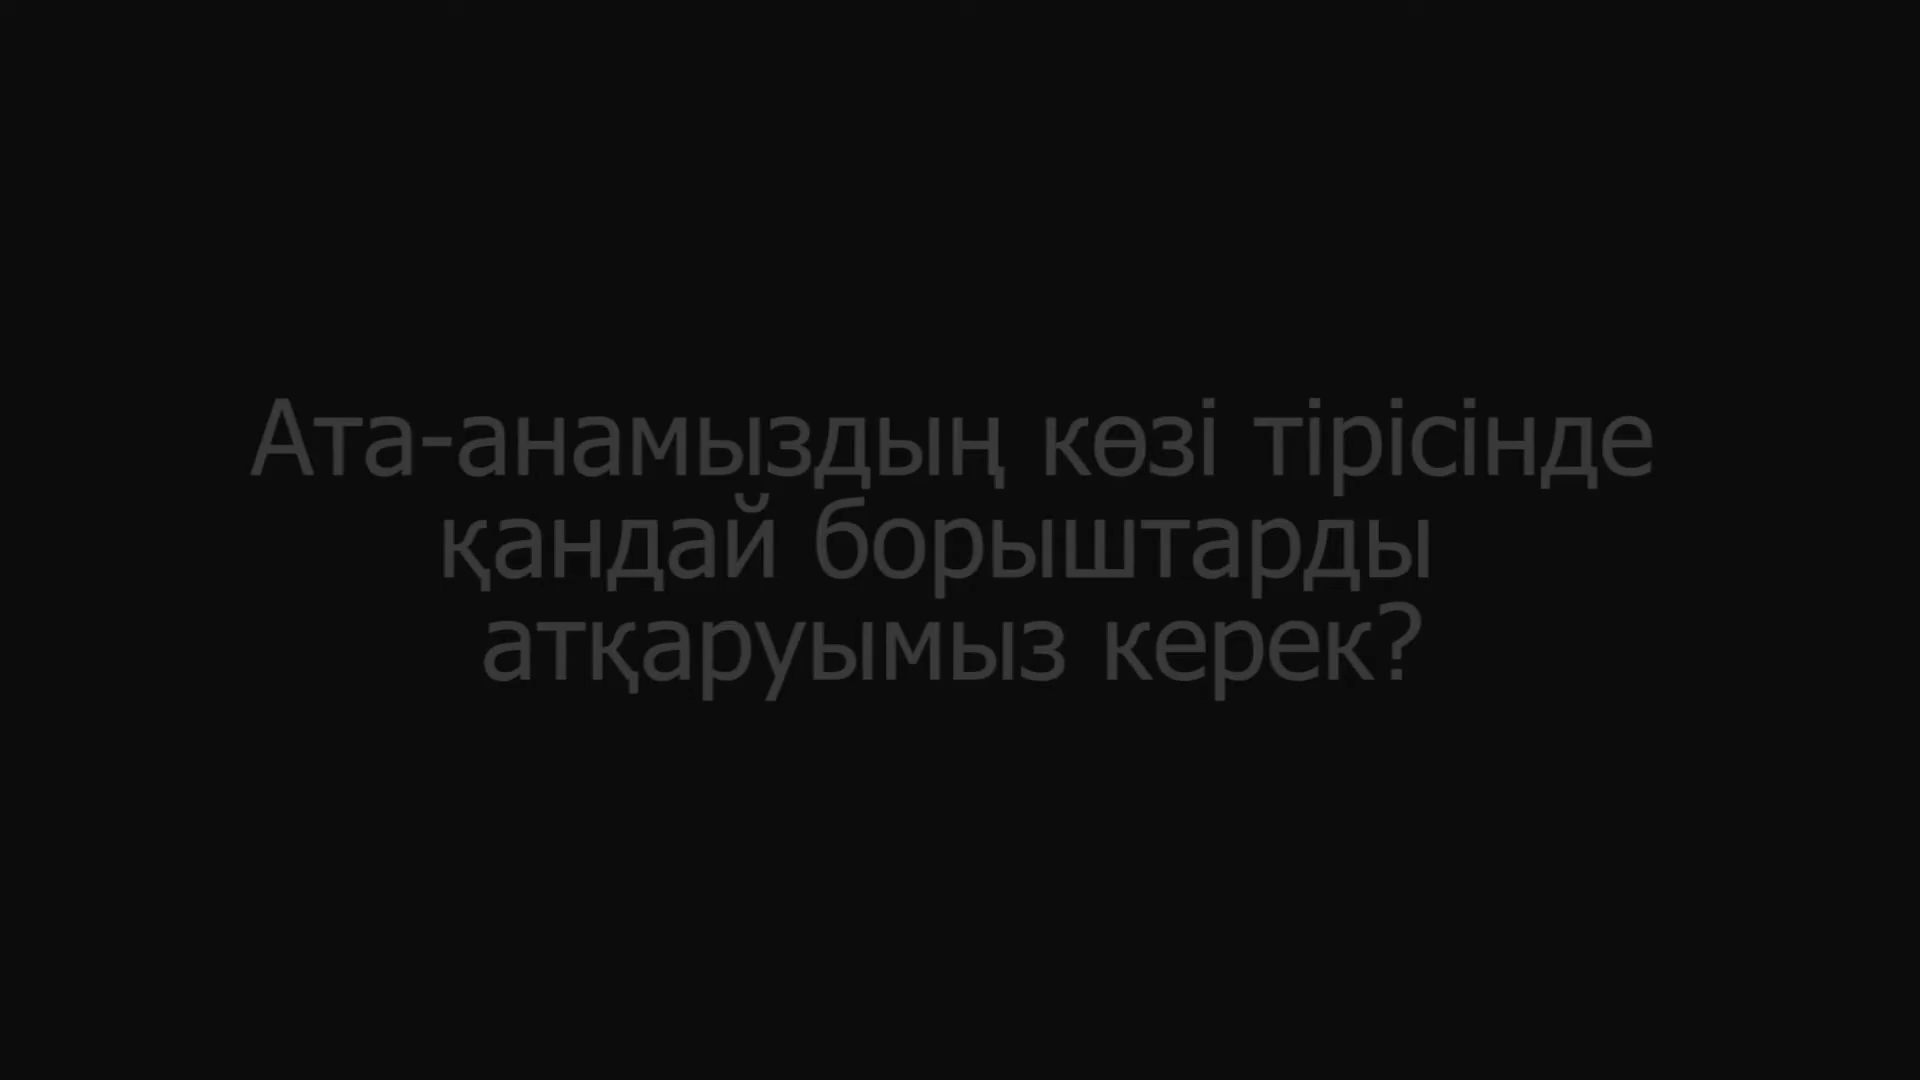 Ата-анамыздың көзі тірісінде
қандай борыштарды
атқаруымыз керек?